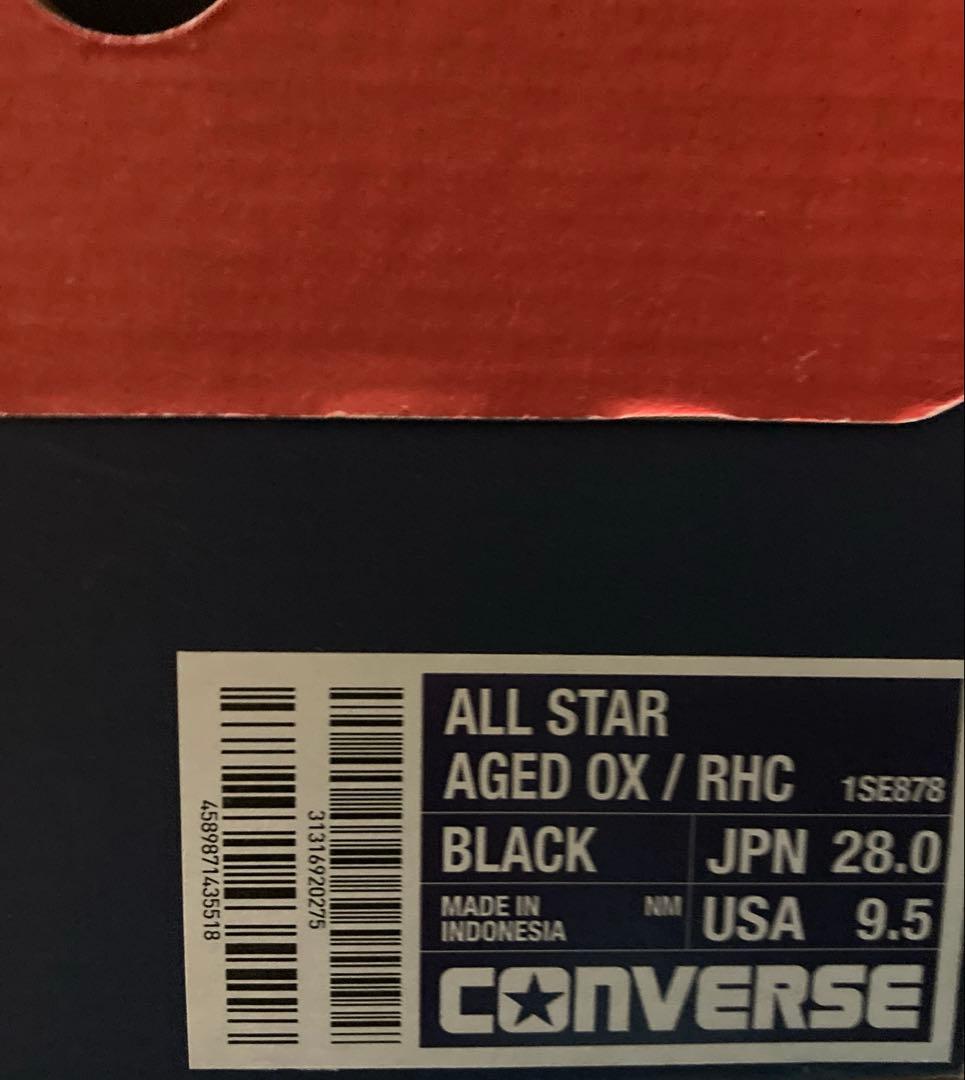 ALL STAR
AGED OX / RHC 1SE878
BLACK JPN 28.0
MADE IN INDONESIA NM USA 9.5
CONVERSE
4589871435518
31316920275